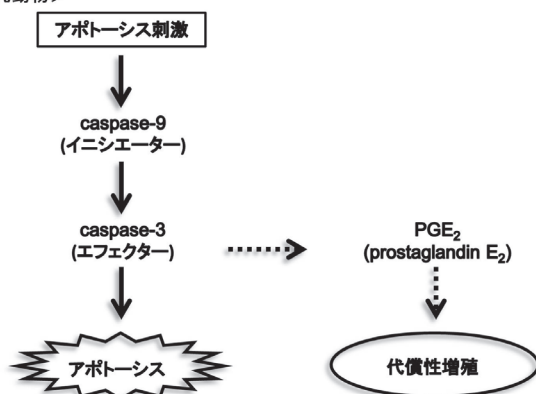 アポトーシス刺激
caspase-9
(イニシエーター)
caspase-3
(エフェクター)
アポトーシス
PGE₂
(prostaglandin E₂)
代償性増殖